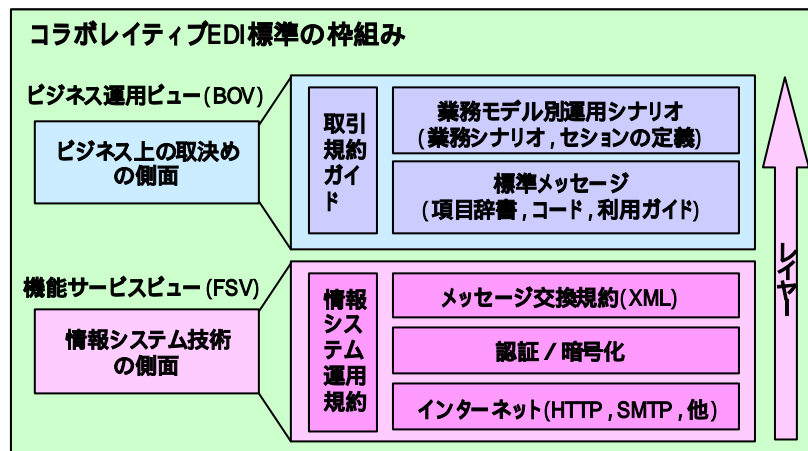 コラボレイティブEDI標準の枠組み
ビジネス運用ビュー(BOV)
ビジネス上の取決め
の側面
取引
規約
ガイ
ド
業務モデル別運用シナリオ
(業務シナリオ,セションの定義)
標準メッセージ
(項目辞書,コード,利用ガイド)
機能サービスビュー(FSV)
情報システム技術
の側面
情報
シス
テム
運用
規約
メッセージ交換規約(XML)
認証/暗号化
インターネット(HTTP,SMTP,他)
レイヤー